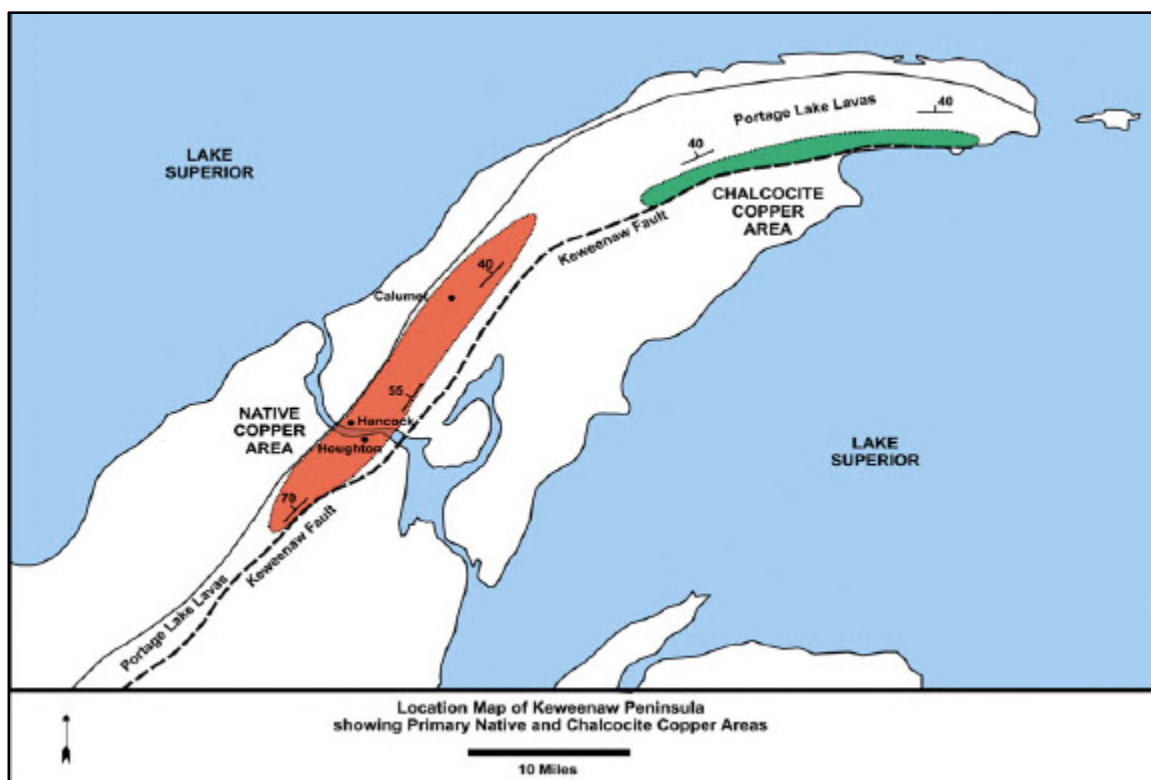 40
Portage Lake Lavas
LAKE
SUPERIOR
40
CHALCOCITE
COPPER
AREA
Keweenaw Fault
40
Calumet
55
NATIVE
COPPER
AREA
Hancock
Houghton
LAKE
SUPERIOR
70
Keweenaw Fault
Portage Lake Lavas
Location Map of Keweenaw Peninsula
showing Primary Native and Chalcocite Copper Areas
10 Miles